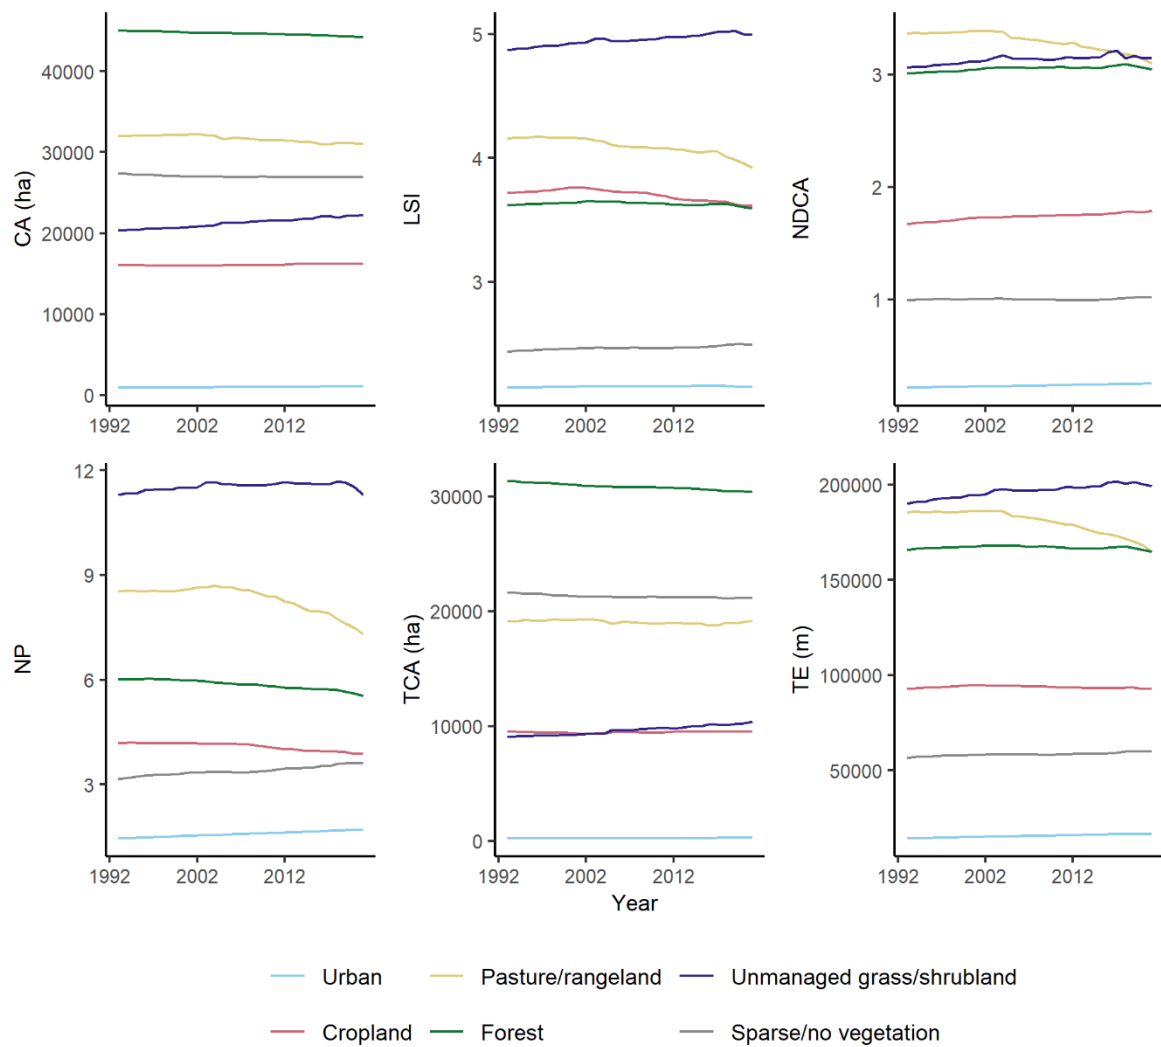 CA (ha)
40000
30000
20000
10000
0
1992 2002 2012
LSI
5
4
3
1992 2002 2012
NDCA
3
2
1
1992 2002 2012
NP
12
9
6
3
1992 2002 2012
TCA (ha)
30000
20000
10000
0
1992 2002 2012
TE (m)
200000
150000
100000
50000
1992 2002 2012
Year
Urban Pasture/rangeland Unmanaged grass/shrubland
Cropland Forest Sparse/no vegetation